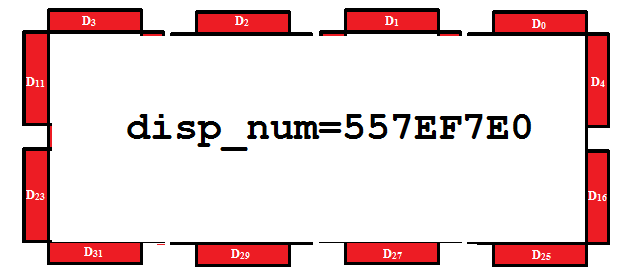 D3 D2 D1 D0
D11 D4
disp_num=557EF7E0
D23 D16
D31 D29 D27 D25